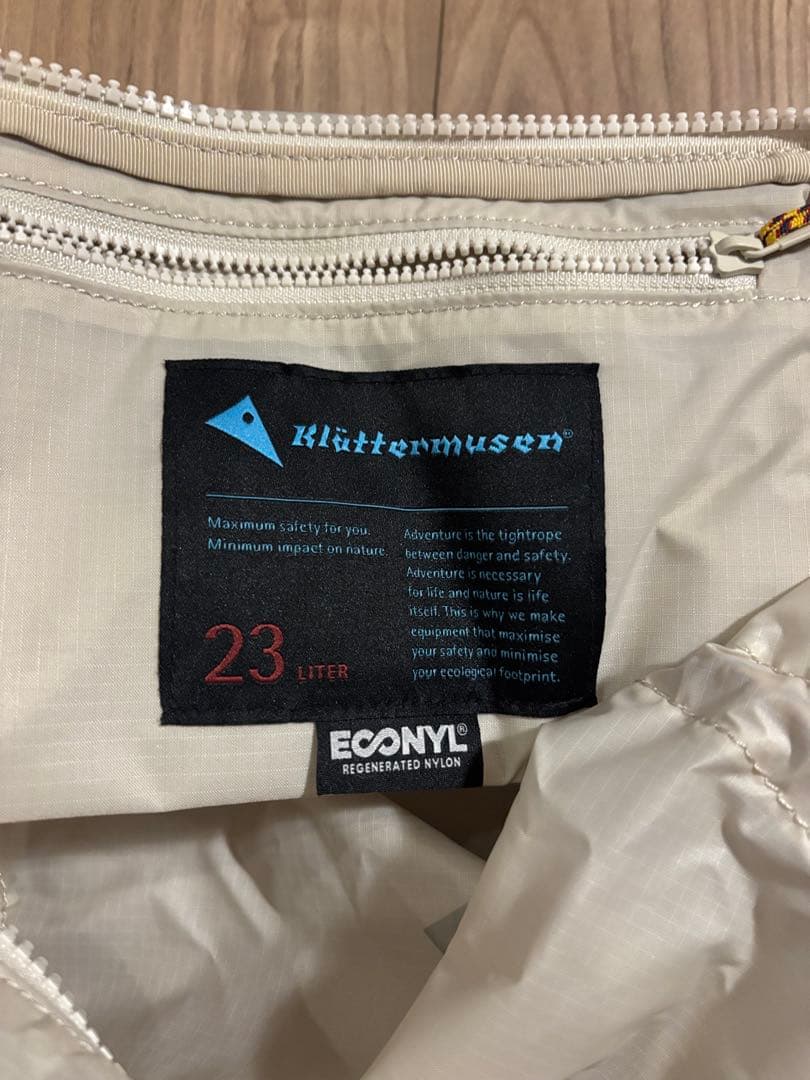 Klättermusen®
Maximum safety for you.
Minimum impact on nature.
Adventure is the tightrope
between danger and safety.
Adventure is necessary
for life and nature is life
itself. This is why we make
equipment that maximise
your safety and minimise
your ecological footprint.
23 LITER
ECONYL®
REGENERATED NYLON